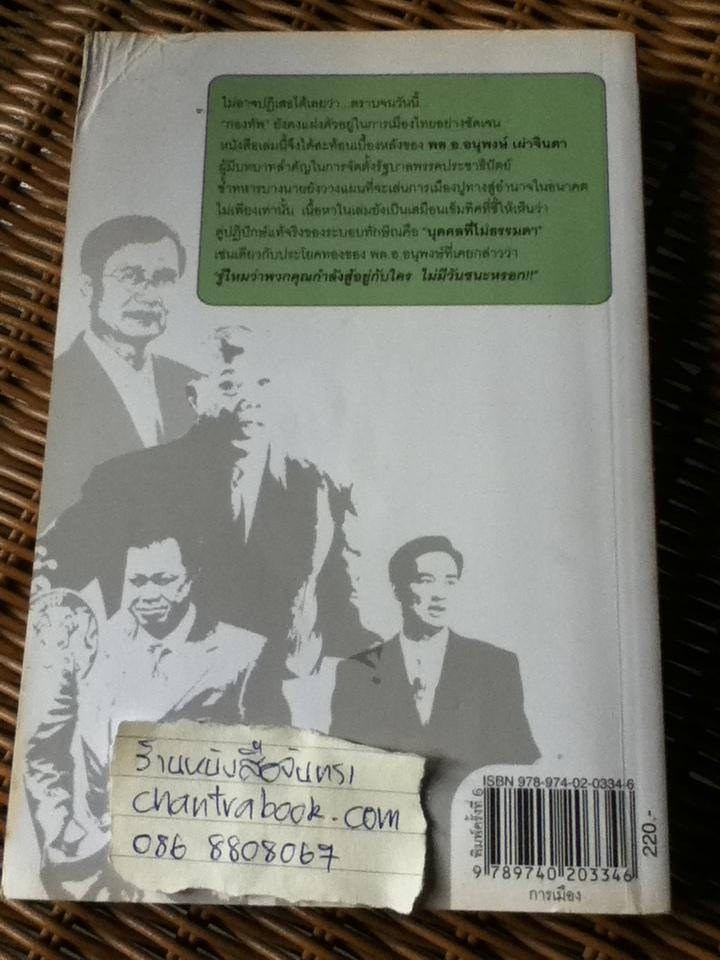 ไม่อาจปฏิเสธได้เลยว่า...ตราบจนวันนี้...
"กองทัพ" ยังคงแฝงตัวอยู่ในการเมืองไทยอย่างชัดเจน
หนังสือเล่มนี้จึงได้สะท้อนเบื้องหลังของ พล.อ.อนุพงษ์ เผ่าจินดา
ผู้มีบทบาทสำคัญในการจัดตั้งรัฐบาลพรรคประชาธิปัตย์
ซ้ำทหารบางนายยังวางแผนที่จะเล่นการเมืองปูทางสู่อำนาจในอนาคต
ไม่เพียงเท่านั้น เนื้อหาในเล่มยังเป็นเสมือนเข็มทิศที่ชี้ให้เห็นว่า
คู่ปฏิปักษ์แท้จริงของระบอบทักษิณคือ "บุคคลที่ไม่ธรรมดา"
เช่นเดียวกับประโยคทองของ พล.อ.อนุพงษ์ที่เคยกล่าวว่า
"รู้ไหมว่าพวกคุณกำลังสู้อยู่กับใคร ไม่มีวันชนะหรอก!!"
ร้านหนังสือจันทรา
chantrabook.com
086 8808067
พิมพ์ครั้งที่ ๖
ISBN 978-974-02-0334-6
9 789740 203346
220.-
การเมือง